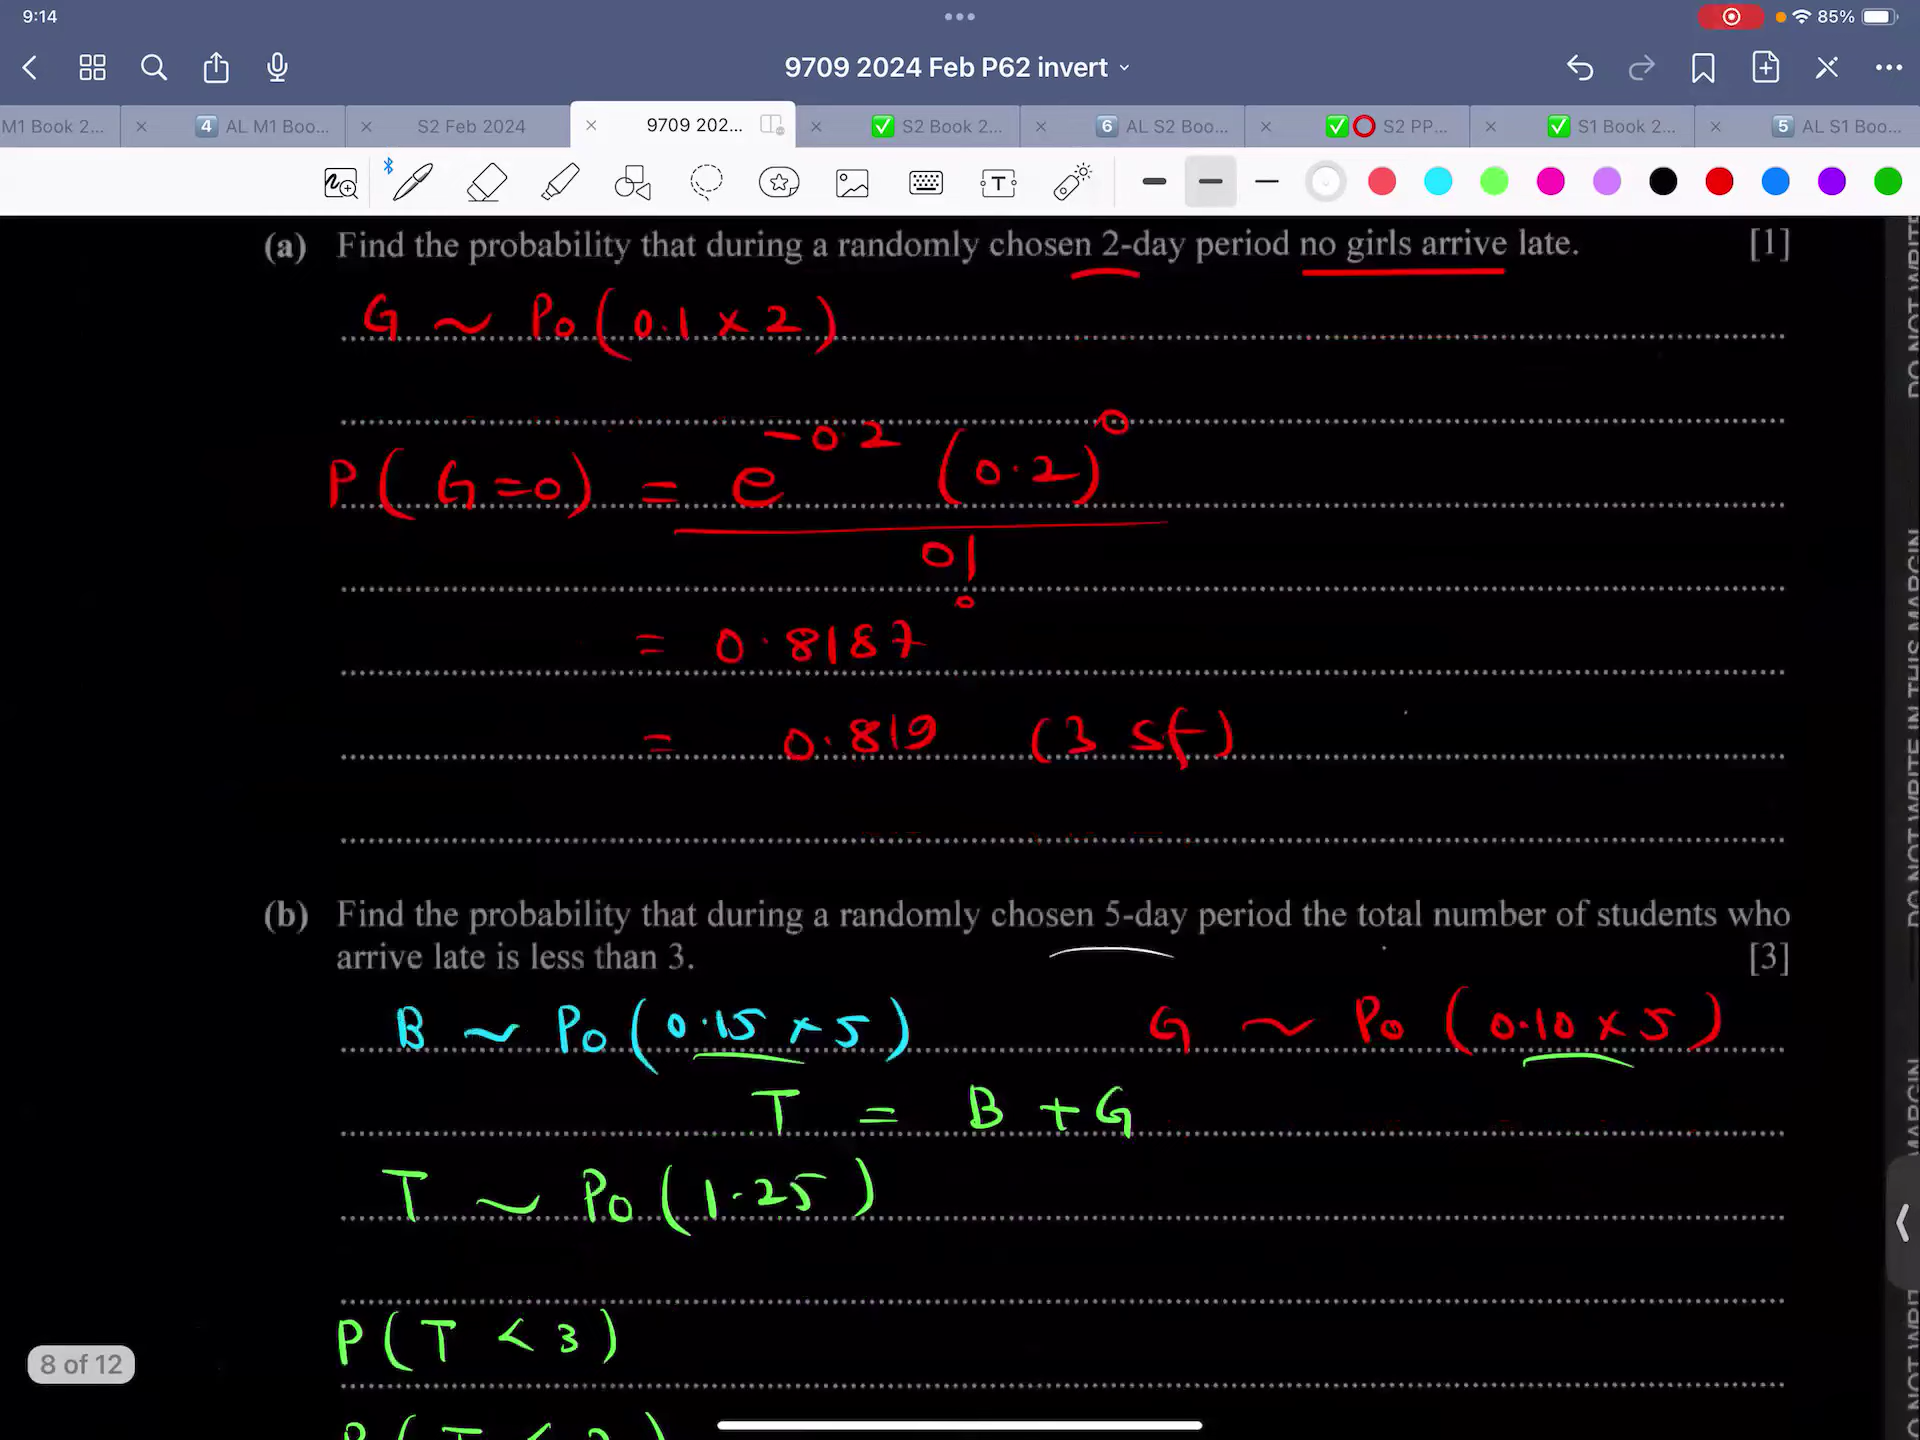 9:14
85%
9709 2024 Feb P62 invert
M1 Book 2...
4 AL M1 Boo...
S2 Feb 2024
9709 202...
S2 Book 2...
6 AL S2 Boo...
S2 PP...
S1 Book 2...
5 AL S1 Boo...
T
(a) Find the probability that during a randomly chosen 2-day period no girls arrive late. [1]
G ~ Po(0.1 × 2)
P(G=0) = e^-0.2 (0.2)^0
0!
= 0.8187
= 0.819 (3 sf)
(b) Find the probability that during a randomly chosen 5-day period the total number of students who
arrive late is less than 3. [3]
B ~ Po(0.15 × 5) G ~ Po(0.10 × 5)
T = B + G
T ~ Po(1.25)
P(T < 3)
8 of 12
DO NOT WRITE IN THIS MARGIN